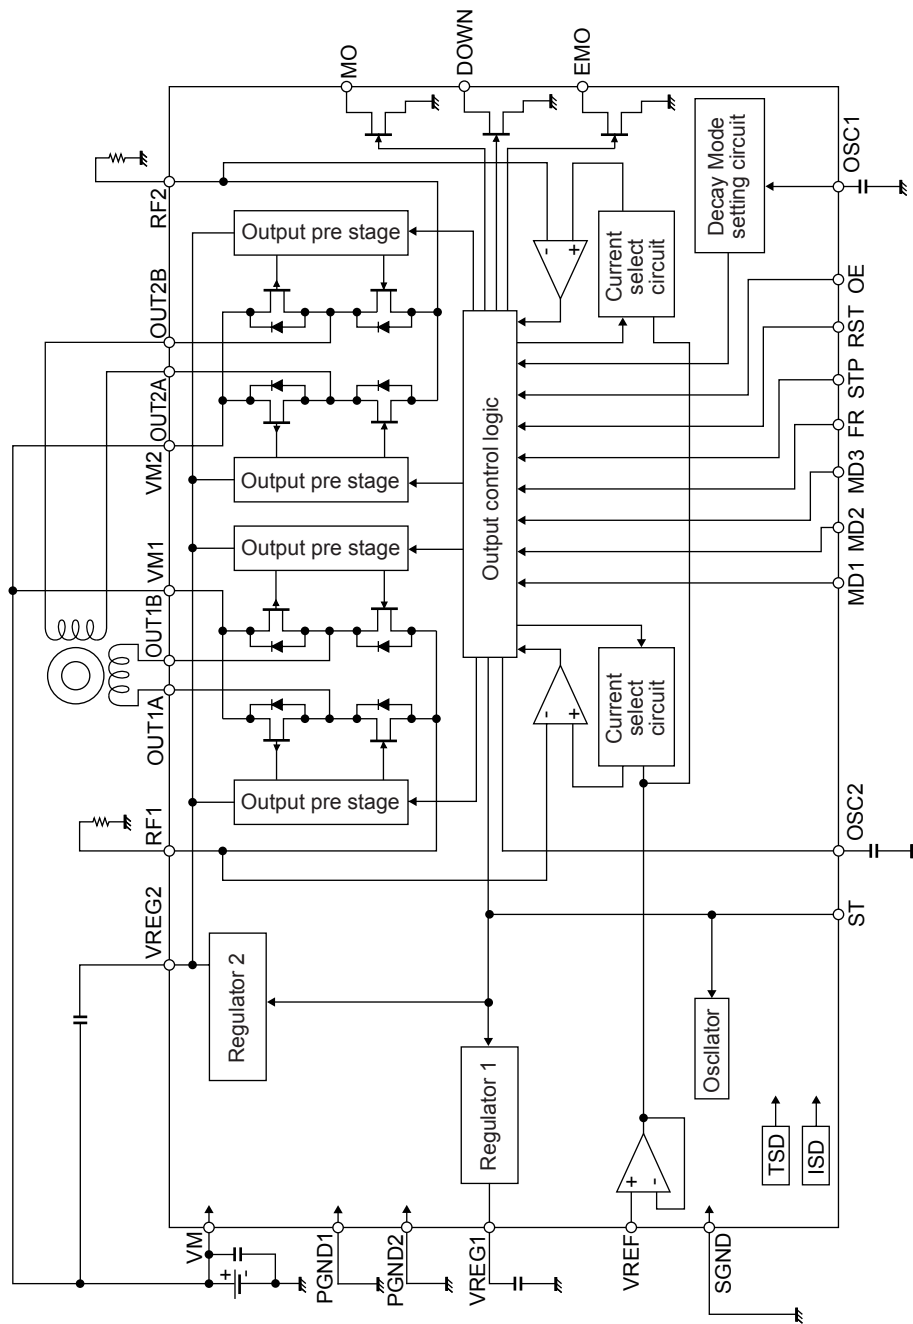 MO
DOWN
EMO
RF2
OUT2B
OUT2A
VM2
VM1
OUT1B
OUT1A
RF1
VREG2
Output pre stage
Output pre stage
Output pre stage
Output pre stage
Output control logic
-
+
Current
select
circuit
Decay Mode
setting circuit
OSC1
OE
RST
STP
FR
MD3
MD2
MD1
-
+
Current
select
circuit
OSC2
ST
Regulator 2
Regulator 1
Oscllator
TSD
ISD
+
-
+
-
VM
PGND1
PGND2
VREG1
VREF
SGND